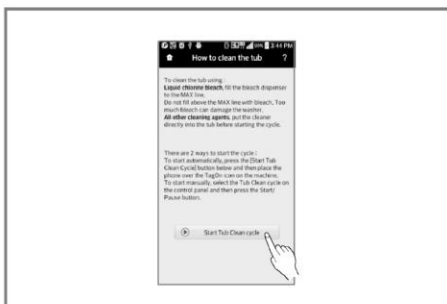 3:44 PM
How to clean the tub ?
To clean the tub using :
Liquid chlorine bleach, fill the bleach dispenser
to the MAX line.
Do not fill above the MAX line with bleach, Too
much bleach can damage the washer.
All other cleaning agents, put the cleaner
directly into the tub before starting the cycle.
There are 2 ways to start the cycle :
To start automatically, press the [Start Tub
Clean Cycle] button below and then place the
phone over the TagOn icon on the machine.
To start manually, select the Tub Clean cycle on
the control panel and then press the Start/
Pause button.
Start Tub Clean cycle